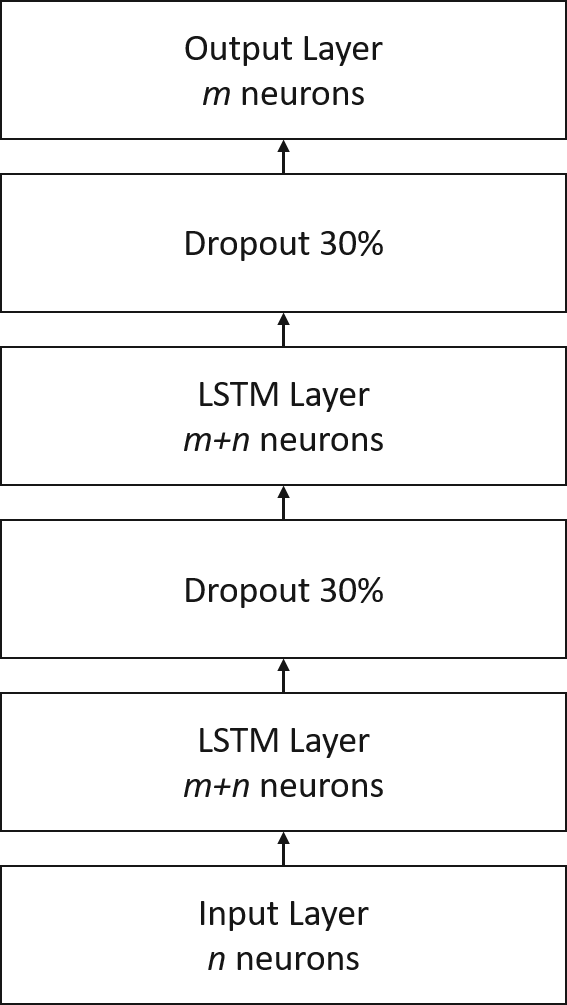 Output Layer
m neurons
Dropout 30%
LSTM Layer
m+n neurons
Dropout 30%
LSTM Layer
m+n neurons
Input Layer
n neurons